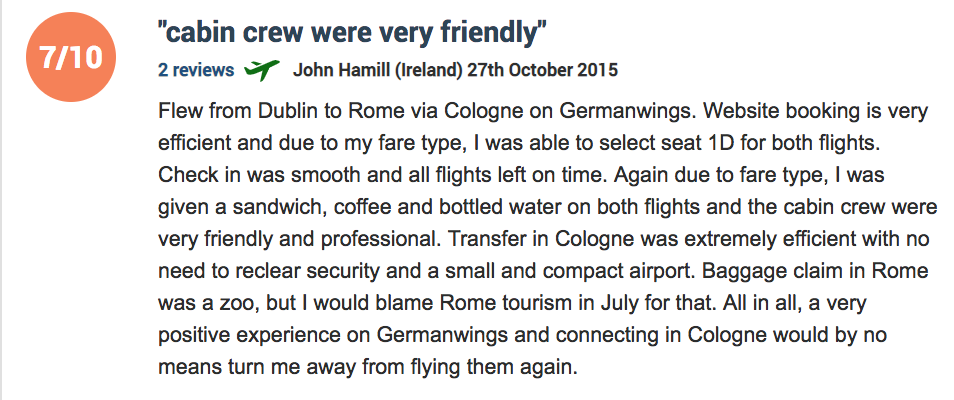 7/10
"cabin crew were very friendly"
2 reviews John Hamill (Ireland) 27th October 2015
Flew from Dublin to Rome via Cologne on Germanwings. Website booking is very
efficient and due to my fare type, I was able to select seat 1D for both flights.
Check in was smooth and all flights left on time. Again due to fare type, I was
given a sandwich, coffee and bottled water on both flights and the cabin crew were
very friendly and professional. Transfer in Cologne was extremely efficient with no
need to reclear security and a small and compact airport. Baggage claim in Rome
was a zoo, but I would blame Rome tourism in July for that. All in all, a very
positive experience on Germanwings and connecting in Cologne would by no
means turn me away from flying them again.